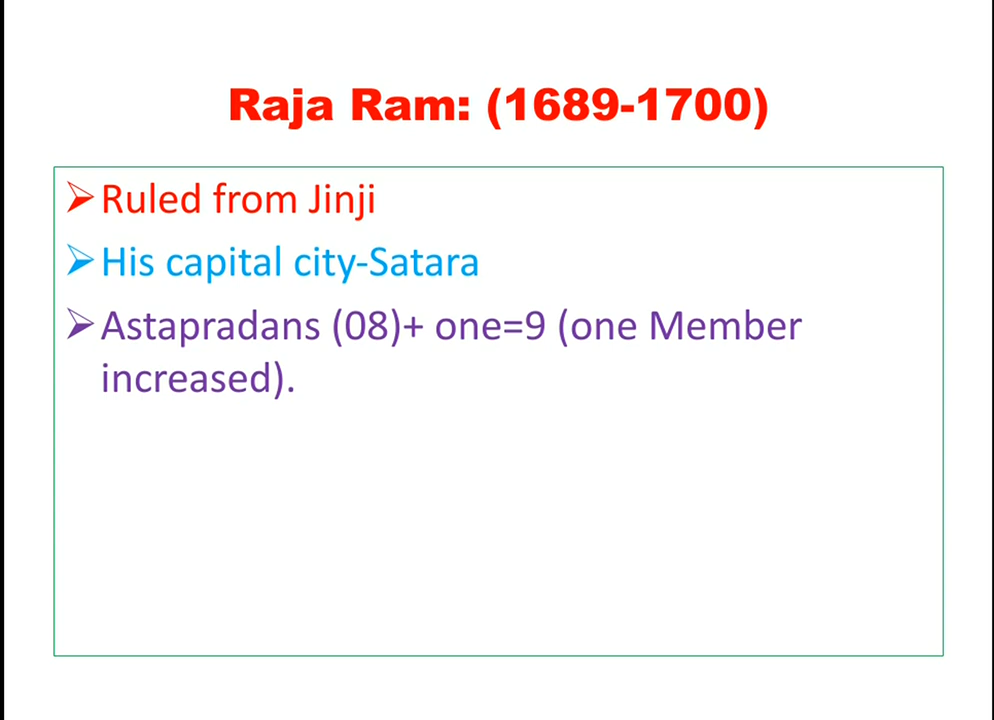 Raja Ram: (1689-1700)
➢Ruled from Jinji
➢His capital city-Satara
➢Astapradans (08)+ one=9 (one Member
increased).